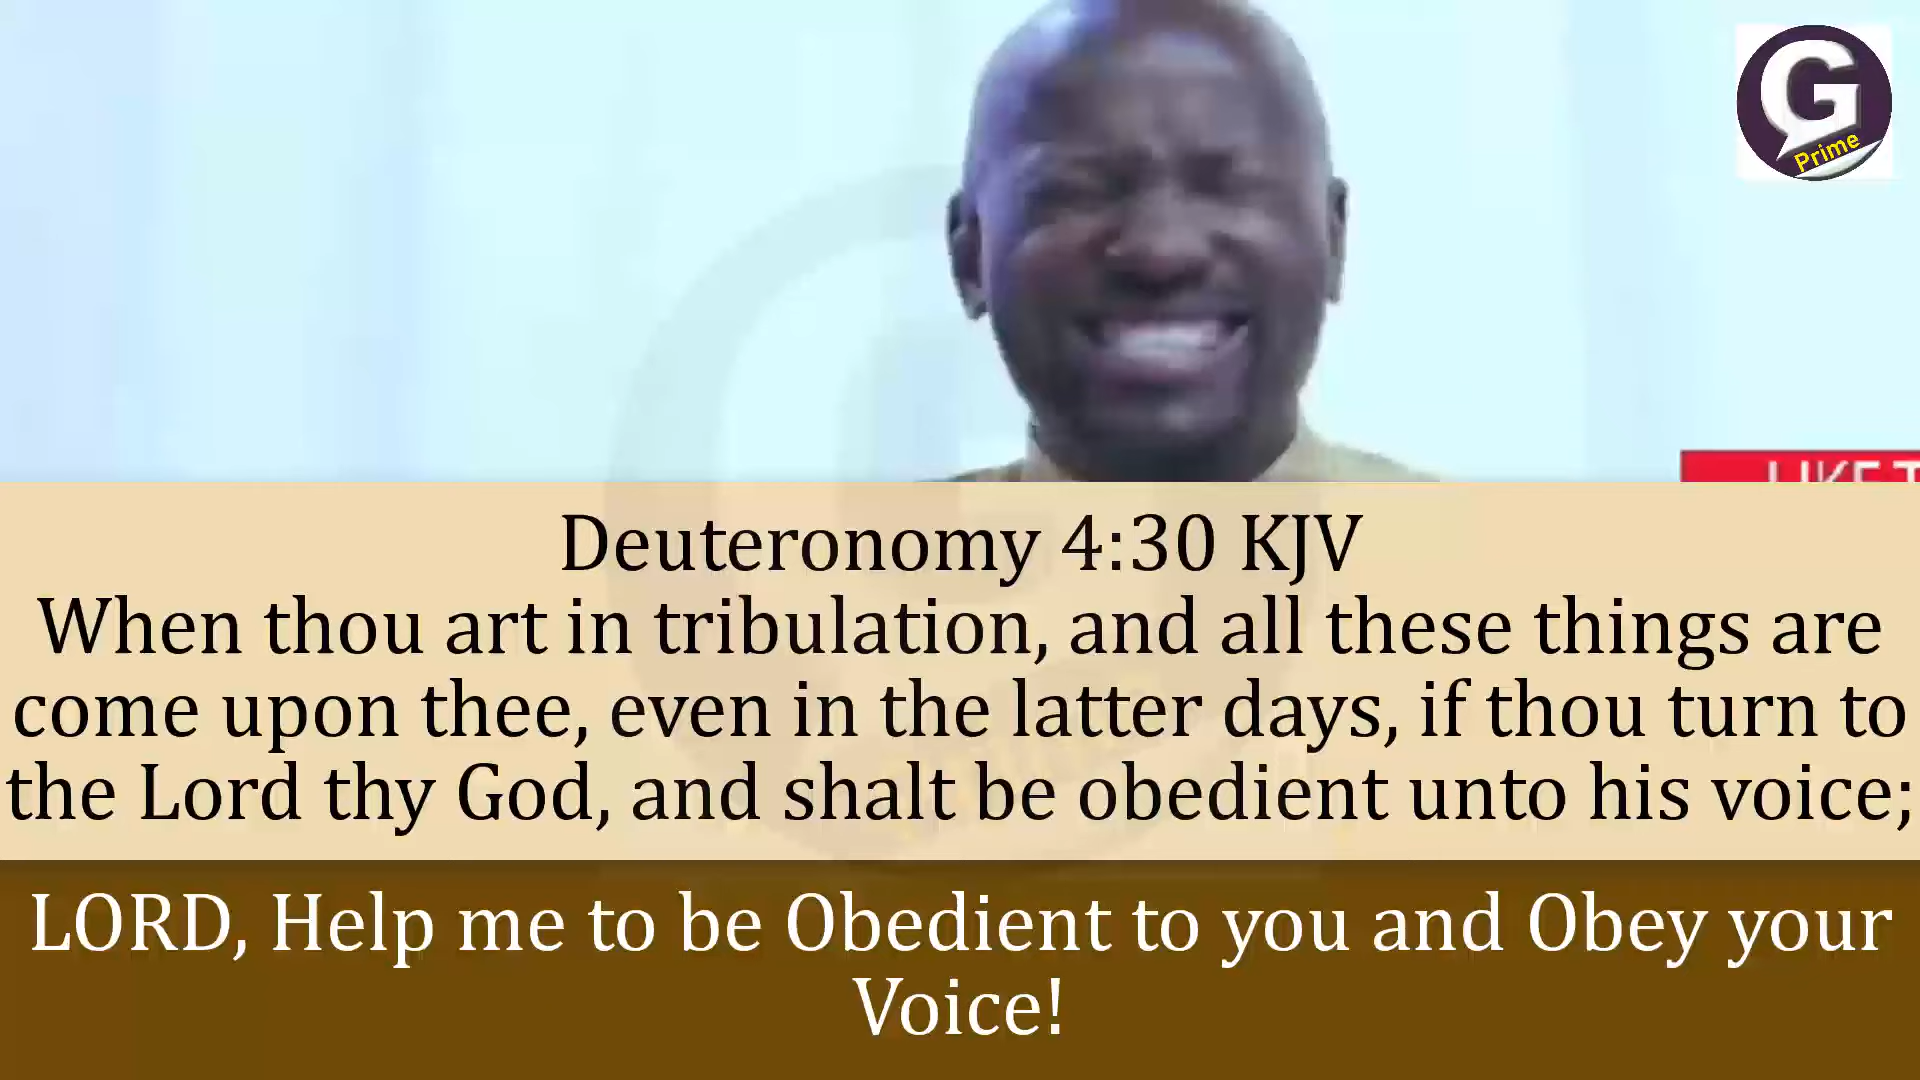 G
Prime
LIKE T
Deuteronomy 4:30 KJV
When thou art in tribulation, and all these things are
come upon thee, even in the latter days, if thou turn to
the Lord thy God, and shalt be obedient unto his voice;
LORD, Help me to be Obedient to you and Obey your
Voice!